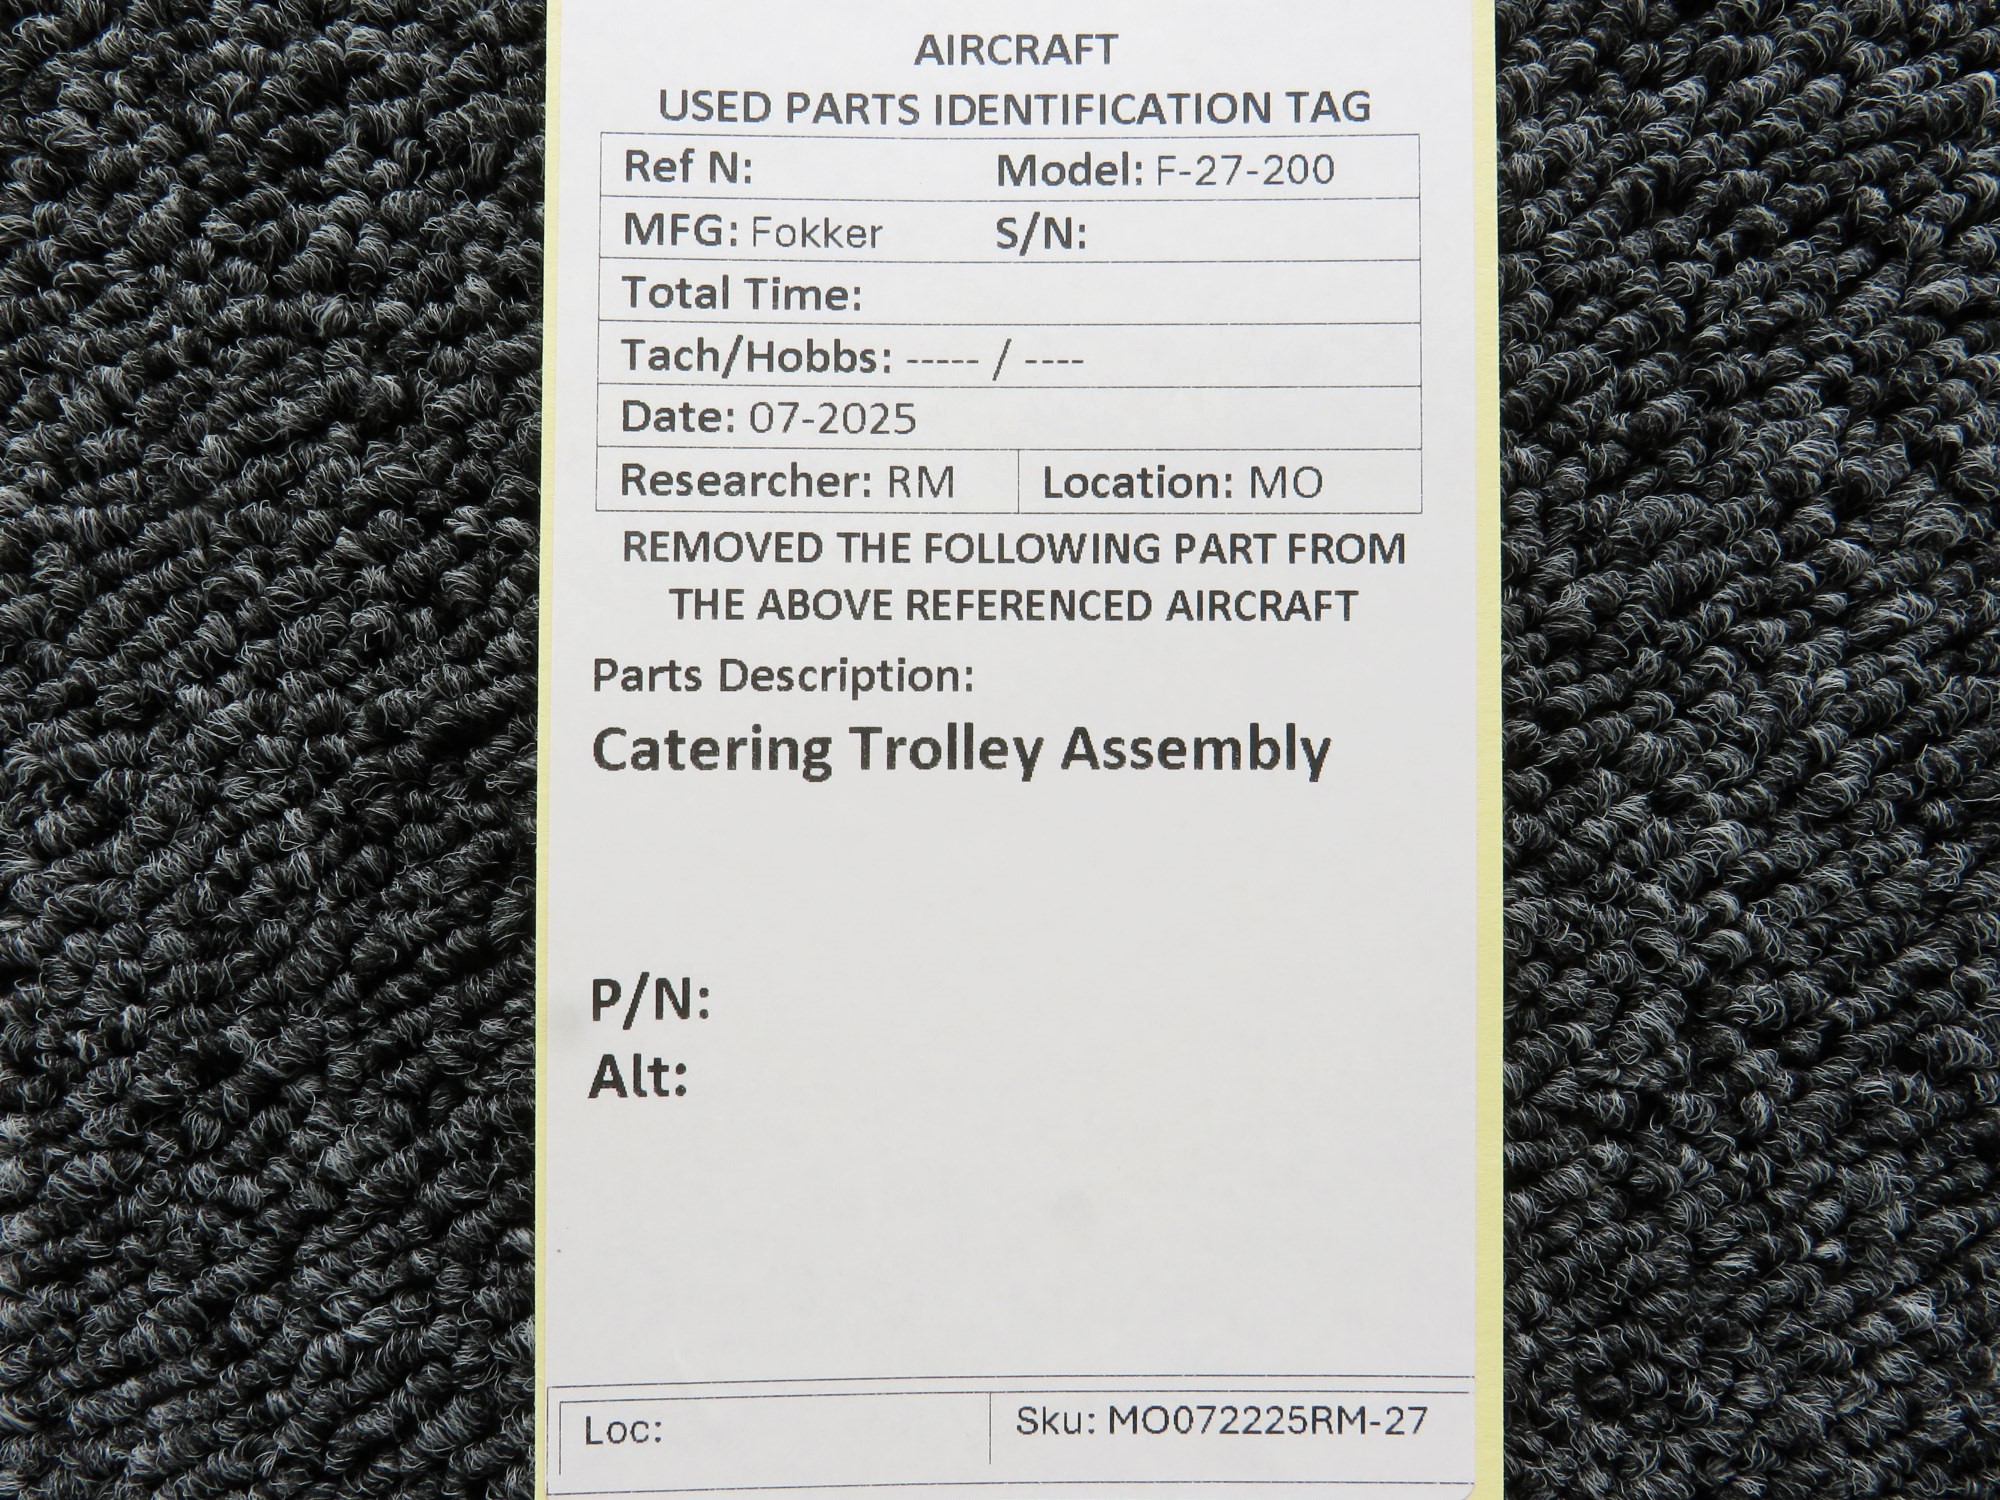 AIRCRAFT
USED PARTS IDENTIFICATION TAG
Ref N: Model: F-27-200
MFG: Fokker S/N:
Total Time:
Tach/Hobbs: ----- / ----
Date: 07-2025
Researcher: RM Location: MO
REMOVED THE FOLLOWING PART FROM
THE ABOVE REFERENCED AIRCRAFT
Parts Description:
Catering Trolley Assembly
P/N:
Alt:
Loc: Sku: MO072225RM-27